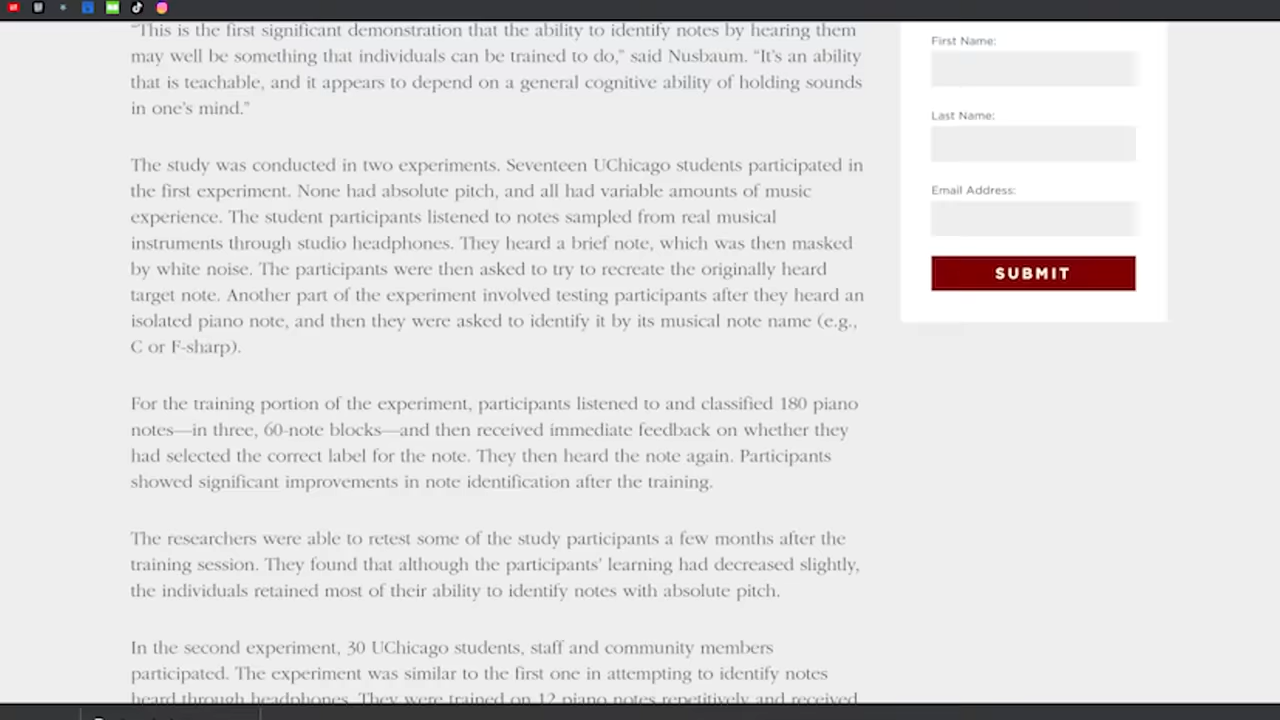 "This is the first significant demonstration that the ability to identify notes by hearing them
may well be something that individuals can be trained to do," said Nusbaum. "It's an ability
that is teachable, and it appears to depend on a general cognitive ability of holding sounds
in one's mind."
The study was conducted in two experiments. Seventeen UChicago students participated in
the first experiment. None had absolute pitch, and all had variable amounts of music
experience. The student participants listened to notes sampled from real musical
instruments through studio headphones. They heard a brief note, which was then masked
by white noise. The participants were then asked to try to recreate the originally heard
target note. Another part of the experiment involved testing participants after they heard an
isolated piano note, and then they were asked to identify it by its musical note name (e.g.,
C or F-sharp).
For the training portion of the experiment, participants listened to and classified 180 piano
notes—in three, 60-note blocks—and then received immediate feedback on whether they
had selected the correct label for the note. They then heard the note again. Participants
showed significant improvements in note identification after the training.
The researchers were able to retest some of the study participants a few months after the
training session. They found that although the participants' learning had decreased slightly,
the individuals retained most of their ability to identify notes with absolute pitch.
In the second experiment, 30 UChicago students, staff and community members
participated. The experiment was similar to the first one in attempting to identify notes
heard through headphones. They were trained on 12 piano notes repetitively and received
First Name:
Last Name:
Email Address:
SUBMIT